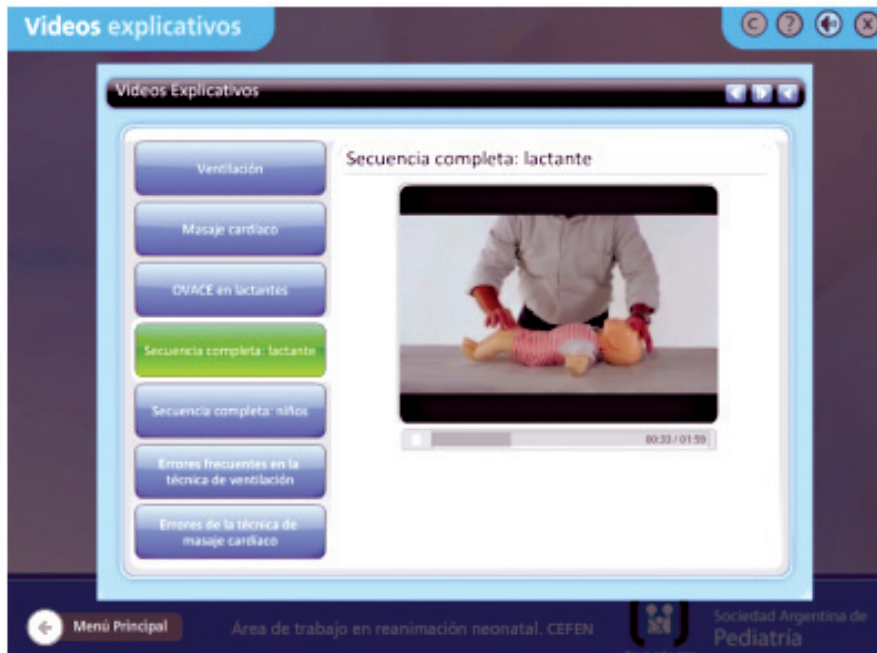 Videos explicativos
C ? X
Videos Explicativos
Ventilación
Masaje cardíaco
OVACE en lactantes
Secuencia completa: lactante
Secuencia completa: niños
Errores frecuentes en la
técnica de ventilación
Errores de la técnica de
masaje cardíaco
Secuencia completa: lactante
00:33 / 01:59
Menú Principal
Área de trabajo en reanimación neonatal. CEFEN
Sociedad Argentina de
Pediatría